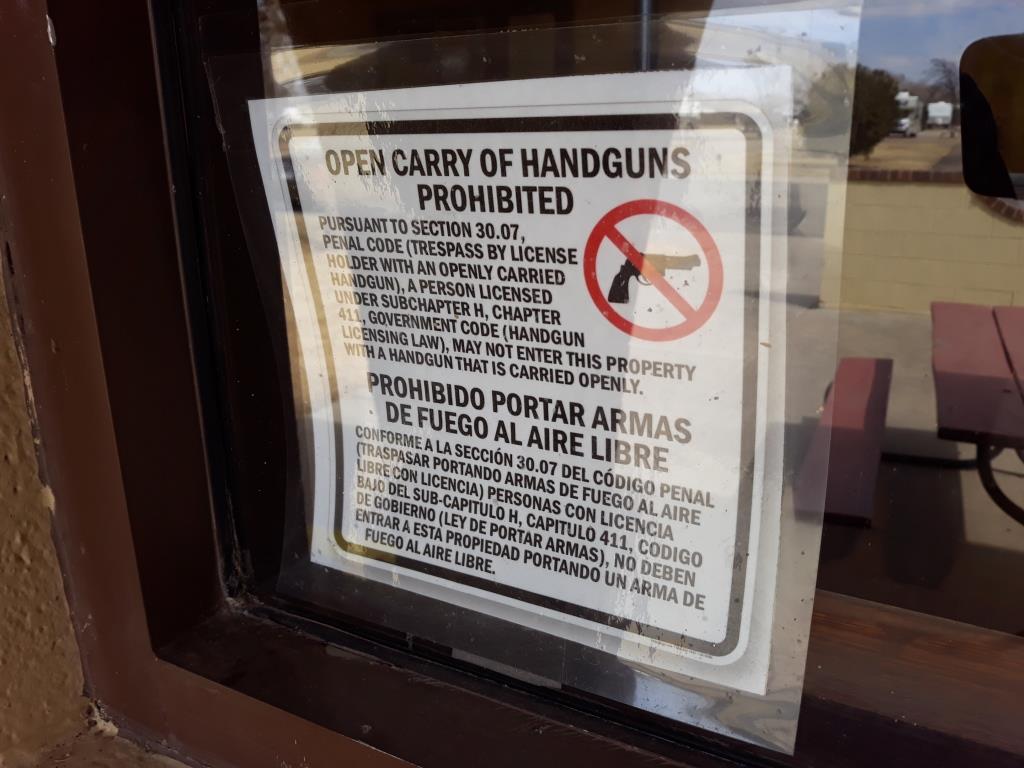 OPEN CARRY OF HANDGUNS
PROHIBITED
PURSUANT TO SECTION 30.07,
PENAL CODE (TRESPASS BY LICENSE
HOLDER WITH AN OPENLY CARRIED
HANDGUN), A PERSON LICENSED
UNDER SUBCHAPTER H, CHAPTER
411, GOVERNMENT CODE (HANDGUN
LICENSING LAW), MAY NOT ENTER THIS PROPERTY
WITH A HANDGUN THAT IS CARRIED OPENLY.
PROHIBIDO PORTAR ARMAS
DE FUEGO AL AIRE LIBRE
CONFORME A LA SECCIÓN 30.07 DEL CÓDIGO PENAL
(TRASPASAR PORTANDO ARMAS DE FUEGO AL AIRE
LIBRE CON LICENCIA) PERSONAS CON LICENCIA
BAJO DEL SUB-CAPITULO H, CAPITULO 411, CODIGO
DE GOBIERNO (LEY DE PORTAR ARMAS), NO DEBEN
ENTRAR A ESTA PROPIEDAD PORTANDO UN ARMA DE
FUEGO AL AIRE LIBRE.